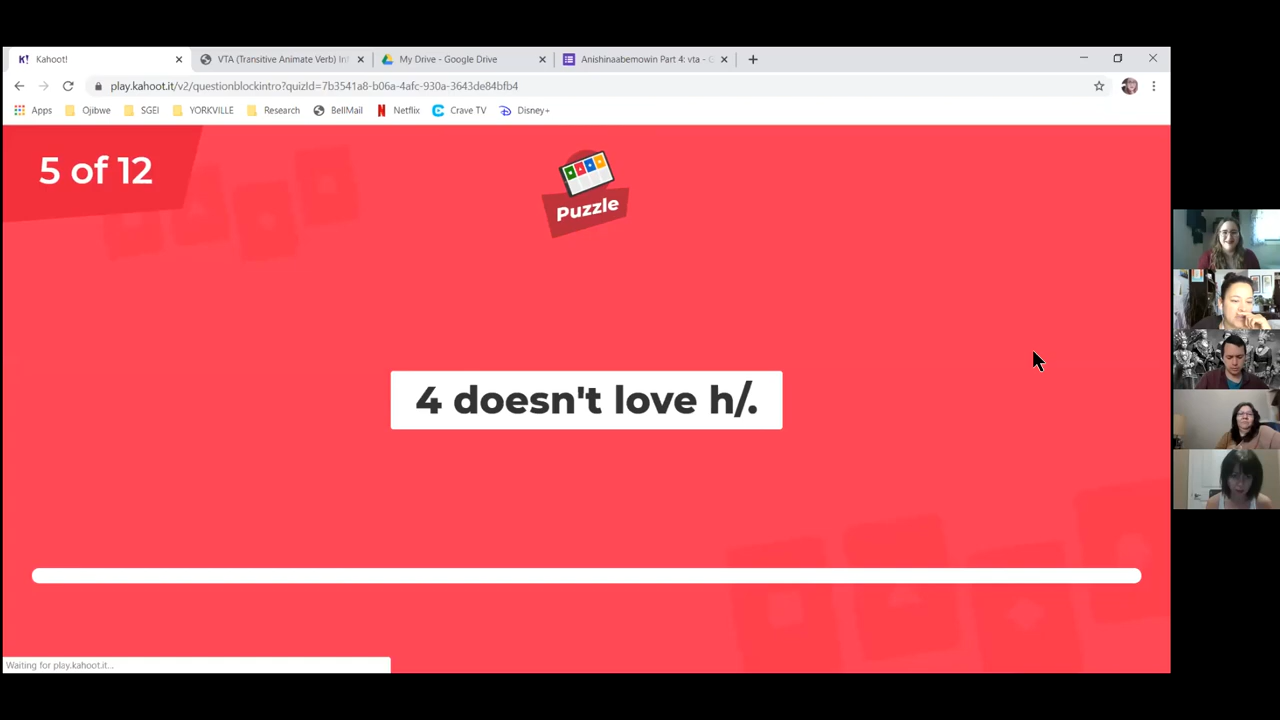 K! Kahoot!
VTA (Transitive Animate Verb) In
My Drive - Google Drive
Anishinaabemowin Part 4: vta - G
play.kahoot.it/v2/questionblockintro?quizId=7b3541a8-b06a-4afc-930a-3643de84bfb4
Apps Ojibwe SGEI YORKVILLE Research BellMail Netflix Crave TV Disney+
5 of 12
Puzzle
4 doesn't love h/.
Waiting for play.kahoot.it...